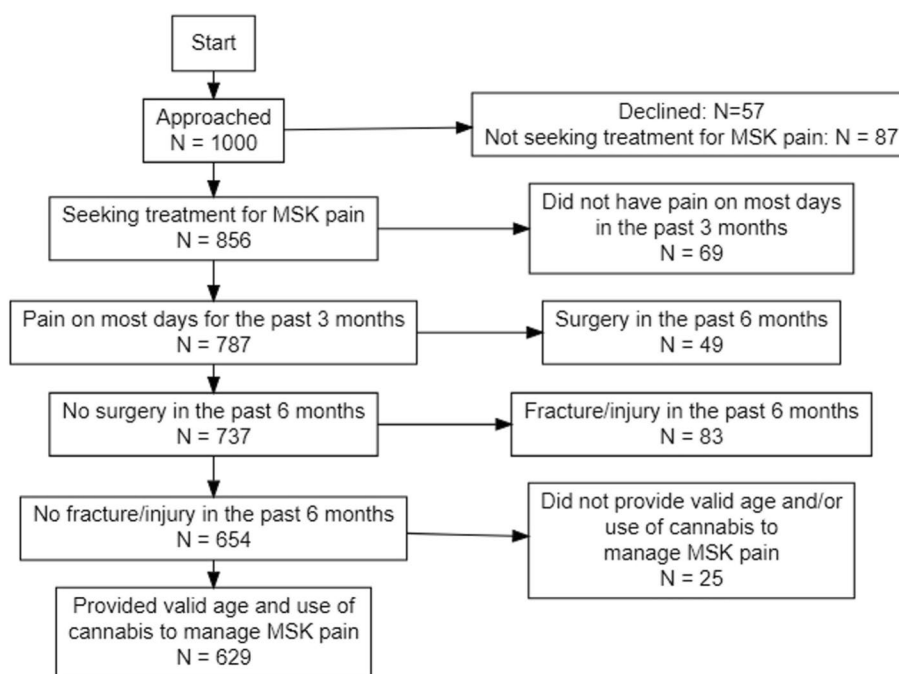 Start
Approached
N = 1000
Declined: N=57
Not seeking treatment for MSK pain: N = 87
Seeking treatment for MSK pain
N = 856
Did not have pain on most days
in the past 3 months
N = 69
Pain on most days for the past 3 months
N = 787
Surgery in the past 6 months
N = 49
No surgery in the past 6 months
N = 737
Fracture/injury in the past 6 months
N = 83
No fracture/injury in the past 6 months
N = 654
Did not provide valid age and/or
use of cannabis to
manage MSK pain
N = 25
Provided valid age and use of
cannabis to manage MSK pain
N = 629